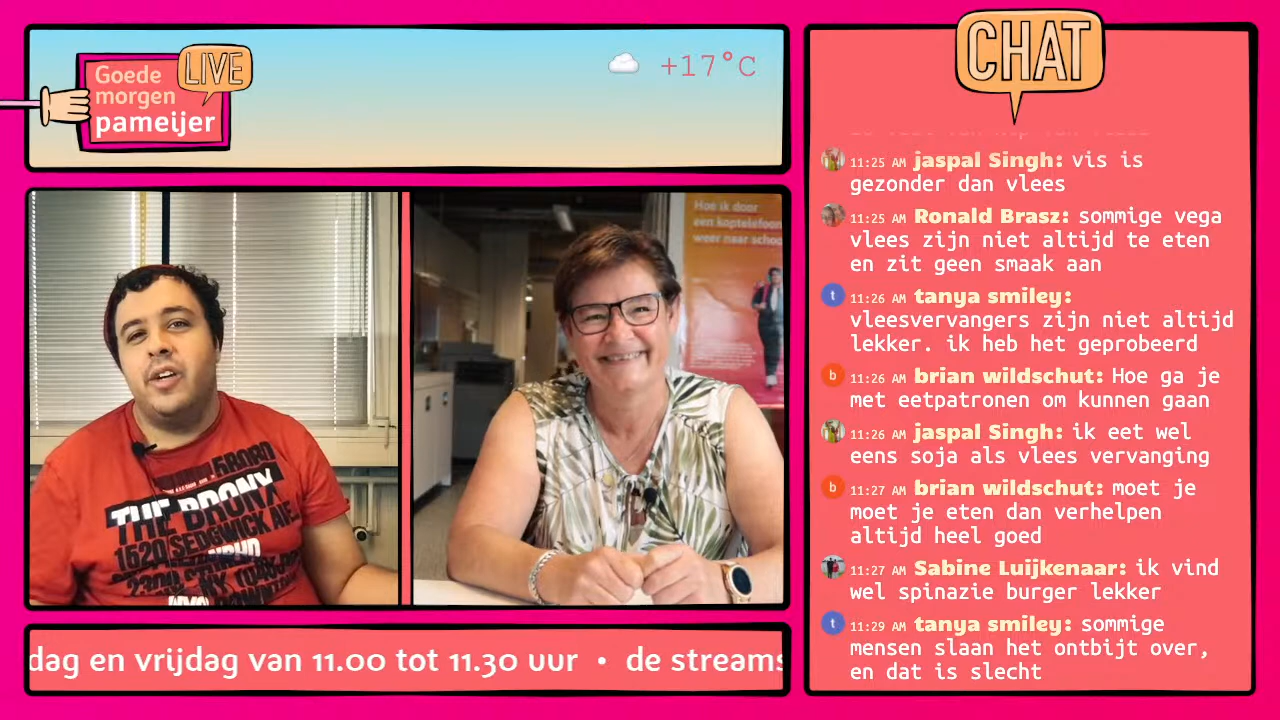 Goede
morgen
pameijer
LIVE
+17°C
CHAT
11:25 AM jaspal Singh: vis is
gezonder dan vlees
11:25 AM Ronald Brasz: sommige vega
vlees zijn niet altijd te eten
en zit geen smaak aan
t 11:26 AM tanya smiley:
vleesvervangers zijn niet altijd
lekker. ik heb het geprobeerd
b 11:26 AM brian wildschut: Hoe ga je
met eetpatronen om kunnen gaan
11:26 AM jaspal Singh: ik eet wel
eens soja als vlees vervanging
b 11:27 AM brian wildschut: moet je
moet je eten dan verhelpen
altijd heel goed
11:27 AM Sabine Luijkenaar: ik vind
wel spinazie burger lekker
t 11:29 AM tanya smiley: sommige
mensen slaan het ontbijt over,
en dat is slecht
Hoe ik door
een koptelefoon
weer naar schoo
THE BRONX
1520 SEDGWICK AVE
dag en vrijdag van 11.00 tot 11.30 uur • de streams